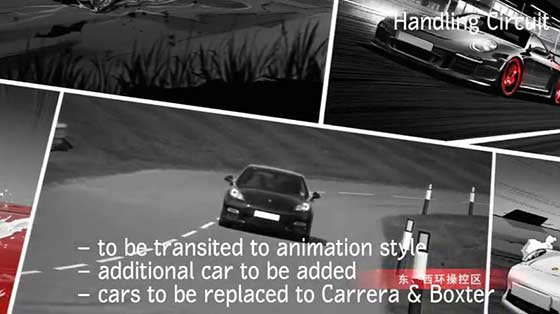 Handling Circuit
– to be transited to animation style
– additional car to be added
东、西环操控区
– cars to be replaced to Carrera & Boxter